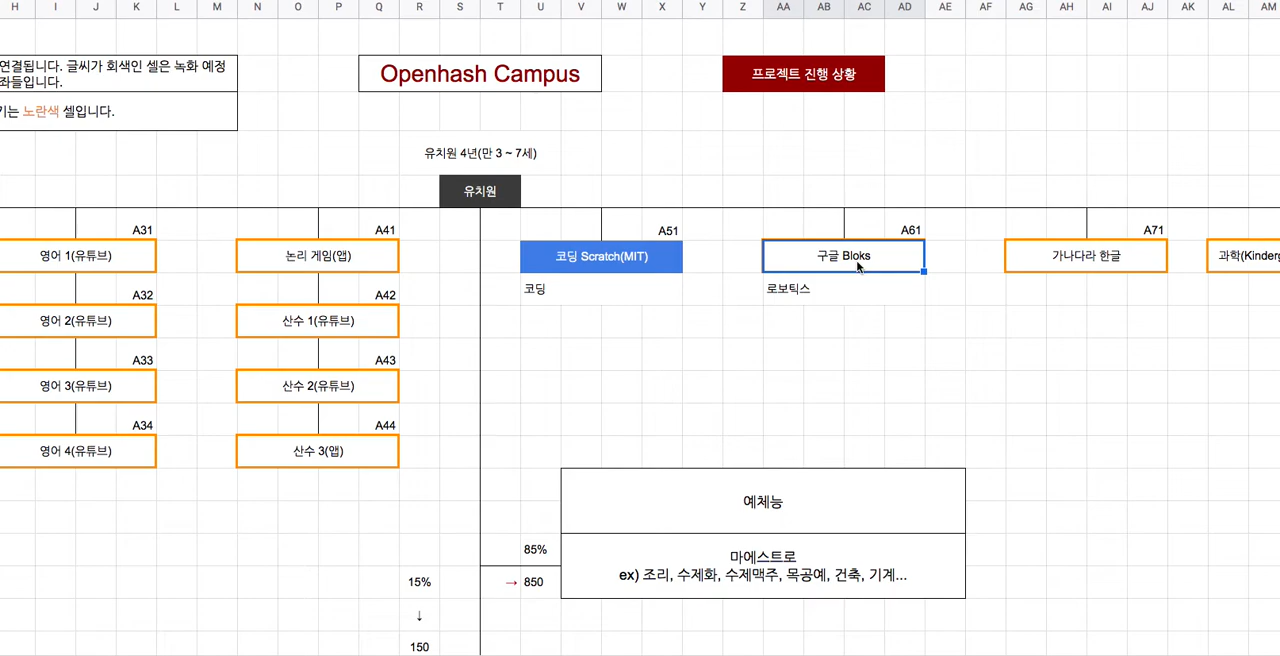 H I J K L M N O P Q R S T U V W X Y Z AA AB AC AD AE AF AG AH AI AJ AK AL AM
연결됩니다. 글씨가 회색인 셀은 녹화 예정
좌들입니다.
기는 노란색 셀입니다.
Openhash Campus
프로젝트 진행 상황
유치원 4년(만 3 ~ 7세)
유치원
A31 A41 A51 A61 A71
영어 1(유튜브) 논리 게임(앱) 코딩 Scratch(MIT) 구글 Bloks 가나다라 한글 과학(Kinderg
코딩 로보틱스
A32 A42
영어 2(유튜브) 산수 1(유튜브)
A33 A43
영어 3(유튜브) 산수 2(유튜브)
A34 A44
영어 4(유튜브) 산수 3(앱)
예체능
85%
마에스트로
15% → 850 ex) 조리, 수제화, 수제맥주, 목공예, 건축, 기계...
↓
150